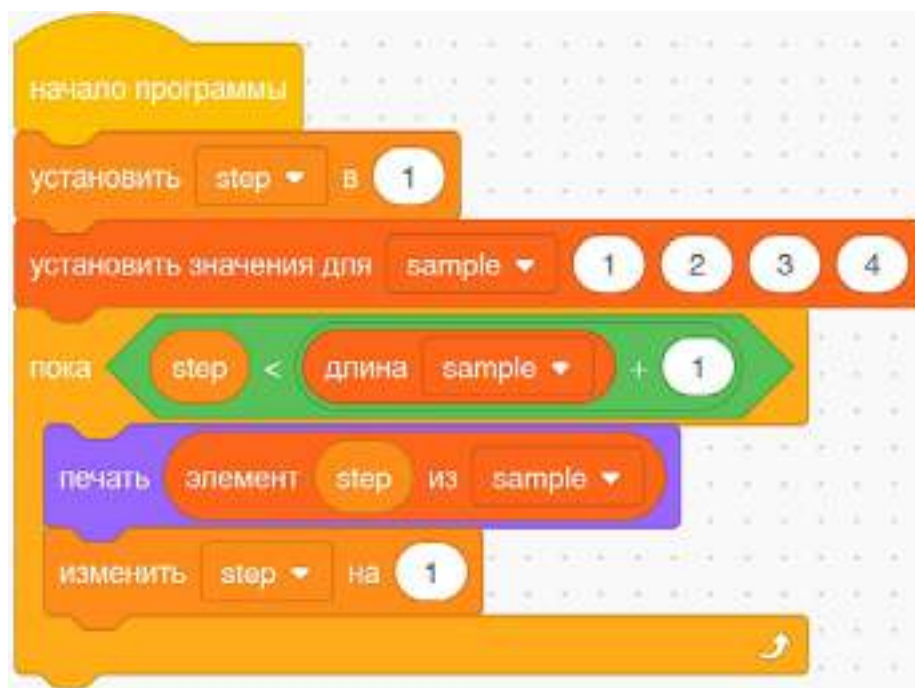 начало программы
установить step в 1
установить значения для sample 1 2 3 4
пока step < длина sample + 1
печать элемент step из sample
изменить step на 1